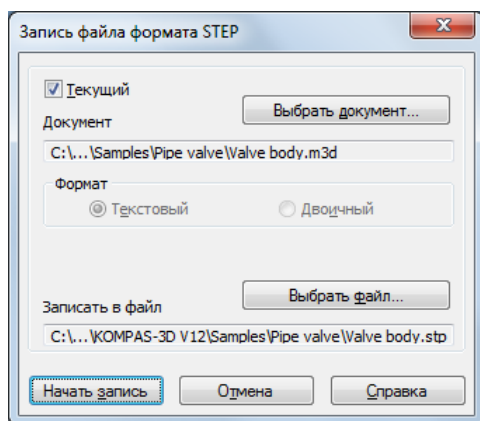 Запись файла формата STEP
Текущий
Выбрать документ...
Документ
C:\...\Samples\Pipe valve\Valve body.m3d
Формат
Текстовый
Двоичный
Выбрать файл...
Записать в файл
C:\...\KOMPAS-3D V12\Samples\Pipe valve\Valve body.stp
Начать запись
Отмена
Справка